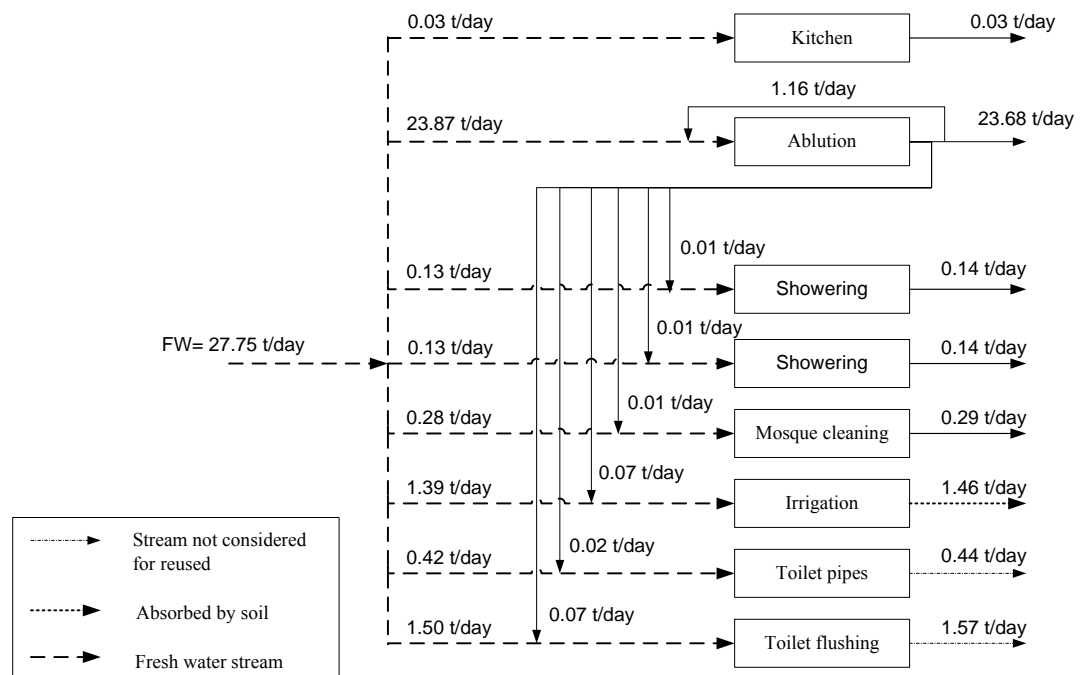 0.03 t/day
Kitchen
0.03 t/day
1.16 t/day
23.87 t/day
Ablution
23.68 t/day
0.01 t/day
0.13 t/day
Showering
0.14 t/day
FW= 27.75 t/day
0.01 t/day
0.13 t/day
Showering
0.14 t/day
0.01 t/day
0.28 t/day
Mosque cleaning
0.29 t/day
0.07 t/day
1.39 t/day
Irrigation
1.46 t/day
0.02 t/day
0.42 t/day
Toilet pipes
0.44 t/day
0.07 t/day
1.50 t/day
Toilet flushing
1.57 t/day
Stream not considered
for reused
Absorbed by soil
Fresh water stream